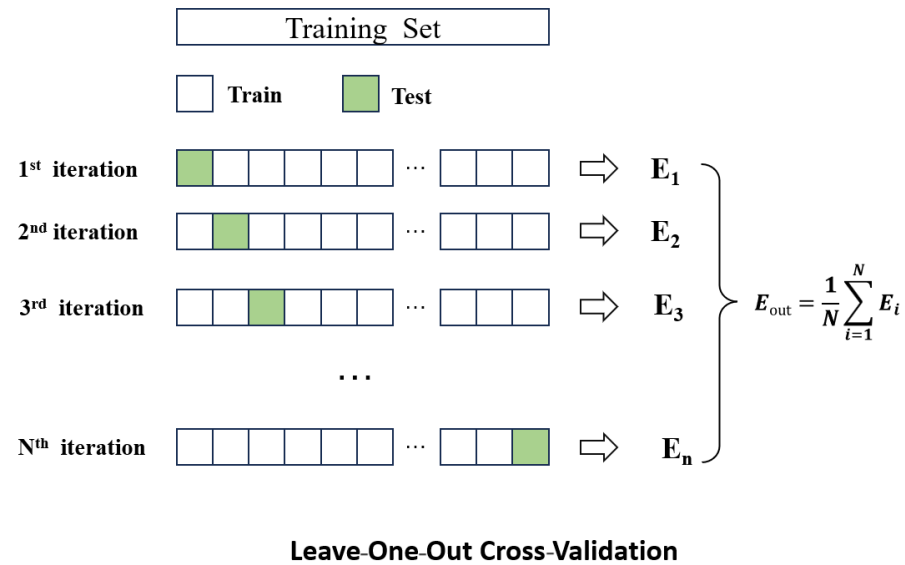 Training Set
Train
Test
1st iteration
... 
E1
2nd iteration
...
E2
3rd iteration
...
E3
...
Nth iteration
...
En
Eout = 1/N ∑ N i=1 Ei
Leave-One-Out Cross-Validation